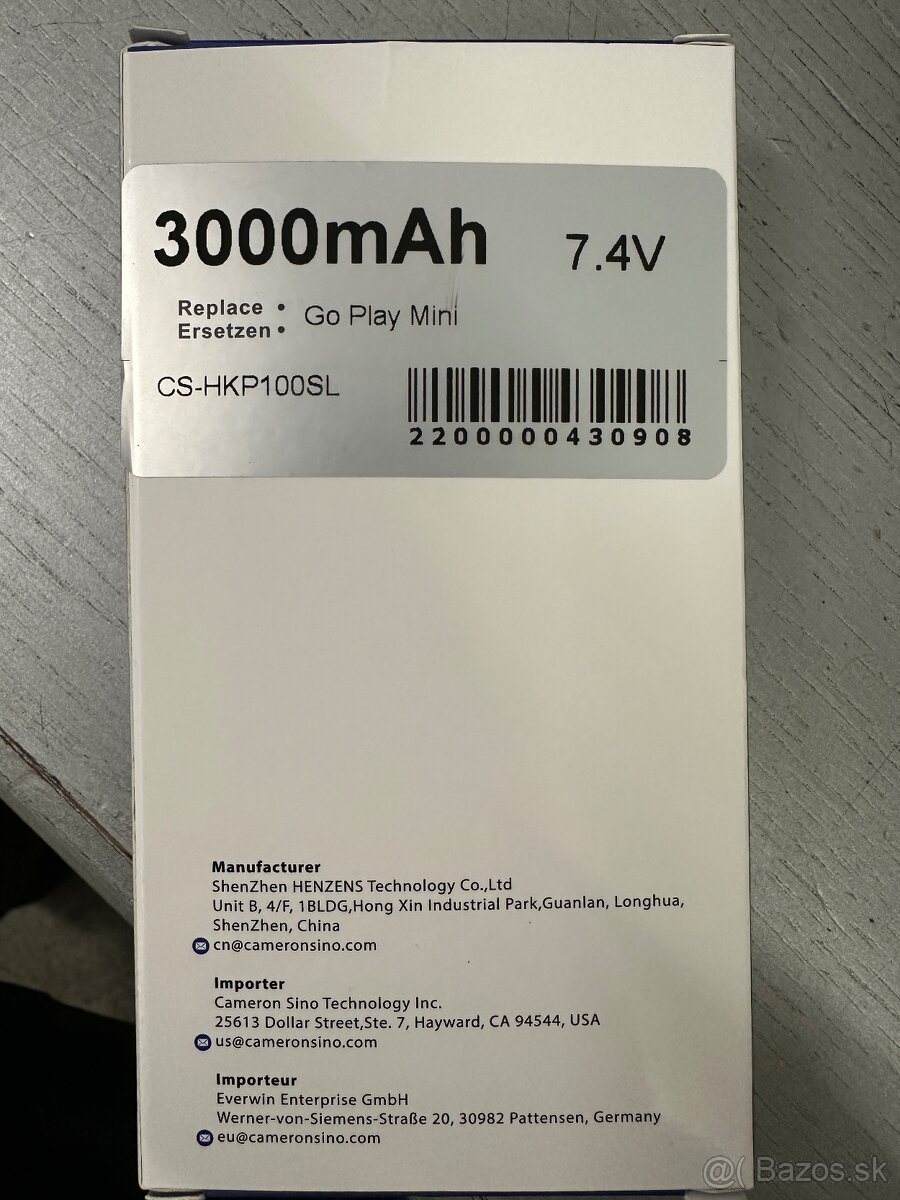 3000mAh 7.4V
Replace •
Ersetzen • Go Play Mini
CS-HKP100SL
2200000430908
Manufacturer
ShenZhen HENZENS Technology Co.,Ltd
Unit B, 4/F, 1BLDG,Hong Xin Industrial Park,Guanlan, Longhua,
ShenZhen, China
cn@cameronsino.com
Importer
Cameron Sino Technology Inc.
25613 Dollar Street,Ste. 7, Hayward, CA 94544, USA
us@cameronsino.com
Importeur
Everwin Enterprise GmbH
Werner-von-Siemens-Straße 20, 30982 Pattensen, Germany
eu@cameronsino.com
@( Bazos.sk